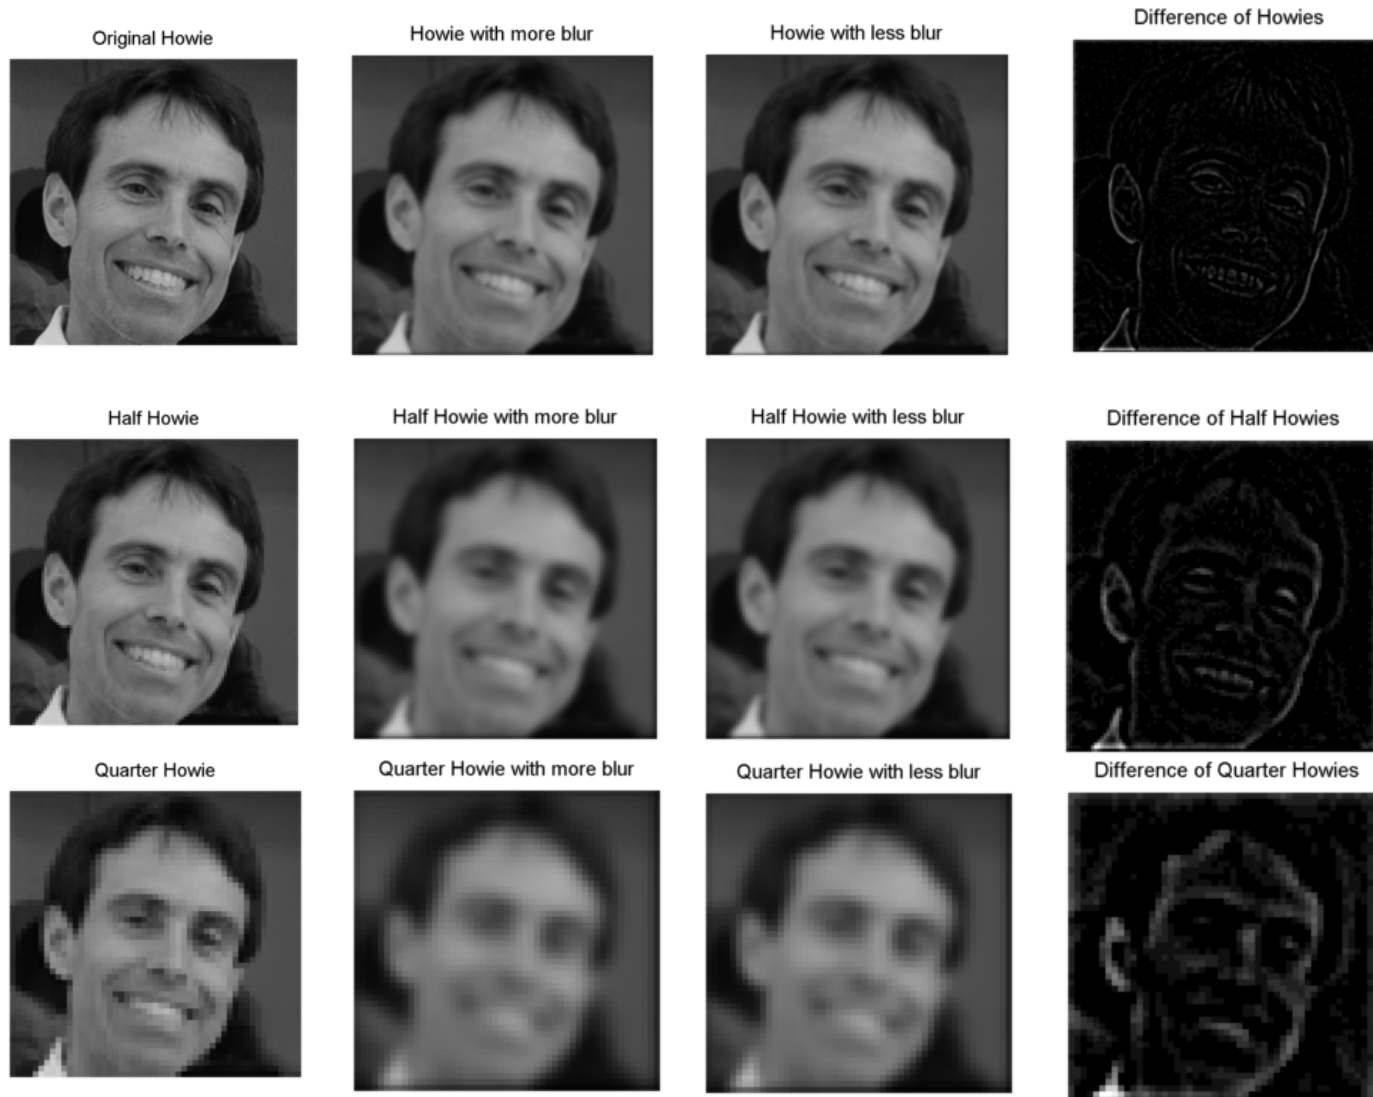 Original Howie
Howie with more blur
Howie with less blur
Difference of Howies
Half Howie
Half Howie with more blur
Half Howie with less blur
Difference of Half Howies
Quarter Howie
Quarter Howie with more blur
Quarter Howie with less blur
Difference of Quarter Howies